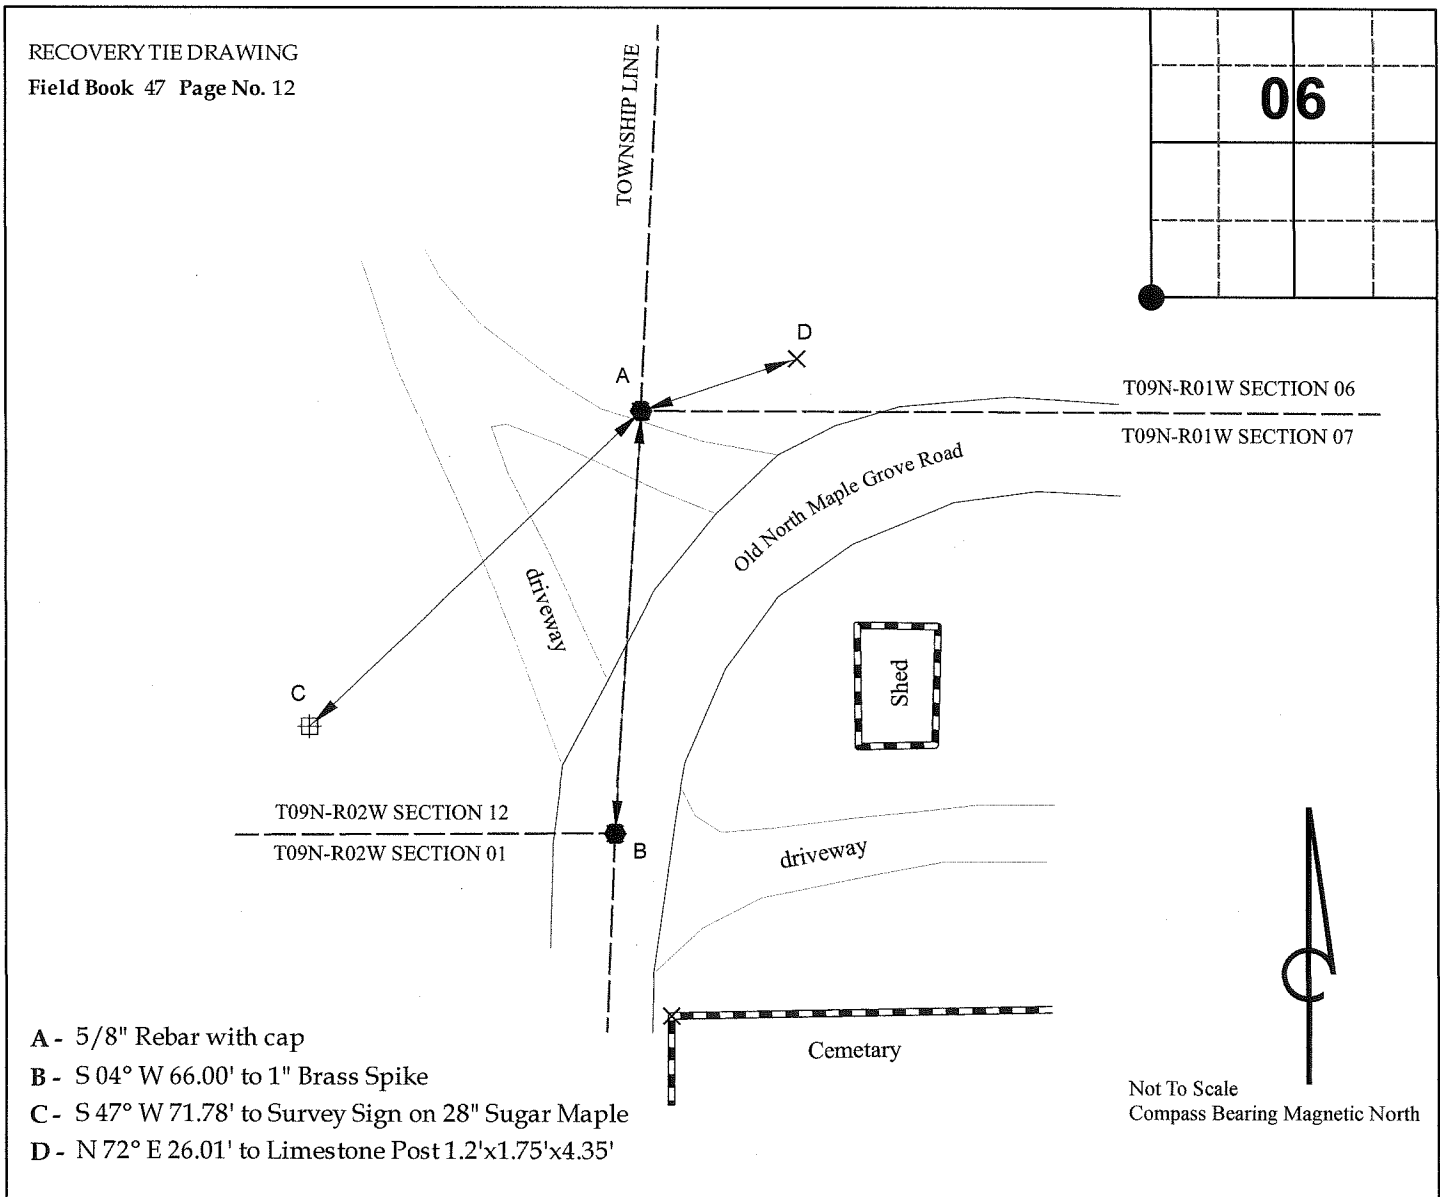 RECOVERY TIE DRAWING
Field Book 47 Page No. 12
TOWNSHIP LINE
06
D
A
T09N-R01W SECTION 06
T09N-R01W SECTION 07
Old North Maple Grove Road
driveway
Shed
C
T09N-R02W SECTION 12
T09N-R02W SECTION 01
B
driveway
Cemetary
A - 5/8" Rebar with cap
B - S 04° W 66.00' to 1" Brass Spike
C - S 47° W 71.78' to Survey Sign on 28" Sugar Maple
D - N 72° E 26.01' to Limestone Post 1.2'x1.75'x4.35'
Not To Scale
Compass Bearing Magnetic North